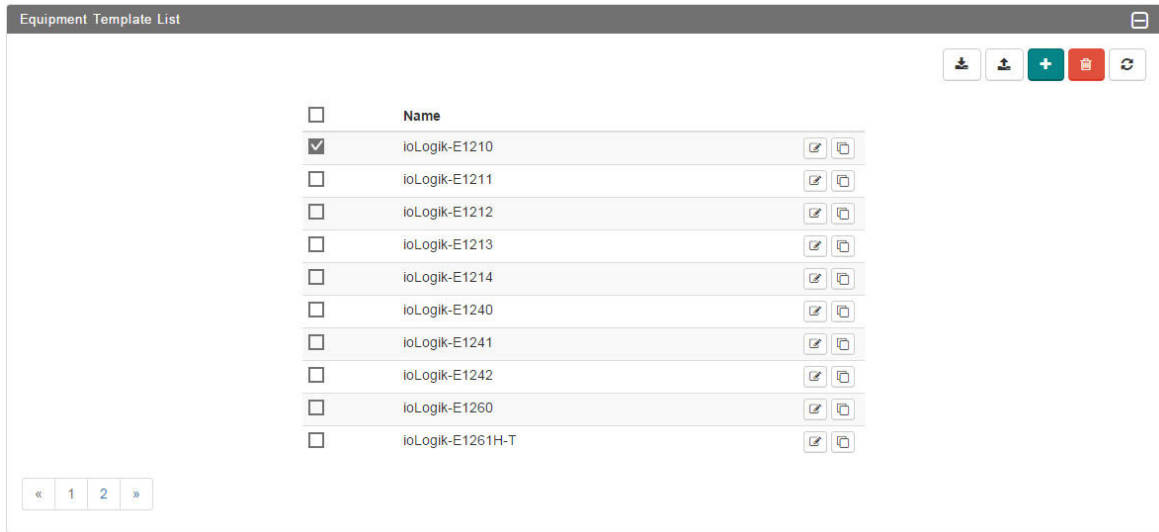 Equipment Template List
Name
ioLogik-E1210
ioLogik-E1211
ioLogik-E1212
ioLogik-E1213
ioLogik-E1214
ioLogik-E1240
ioLogik-E1241
ioLogik-E1242
ioLogik-E1260
ioLogik-E1261H-T
« 1 2 »